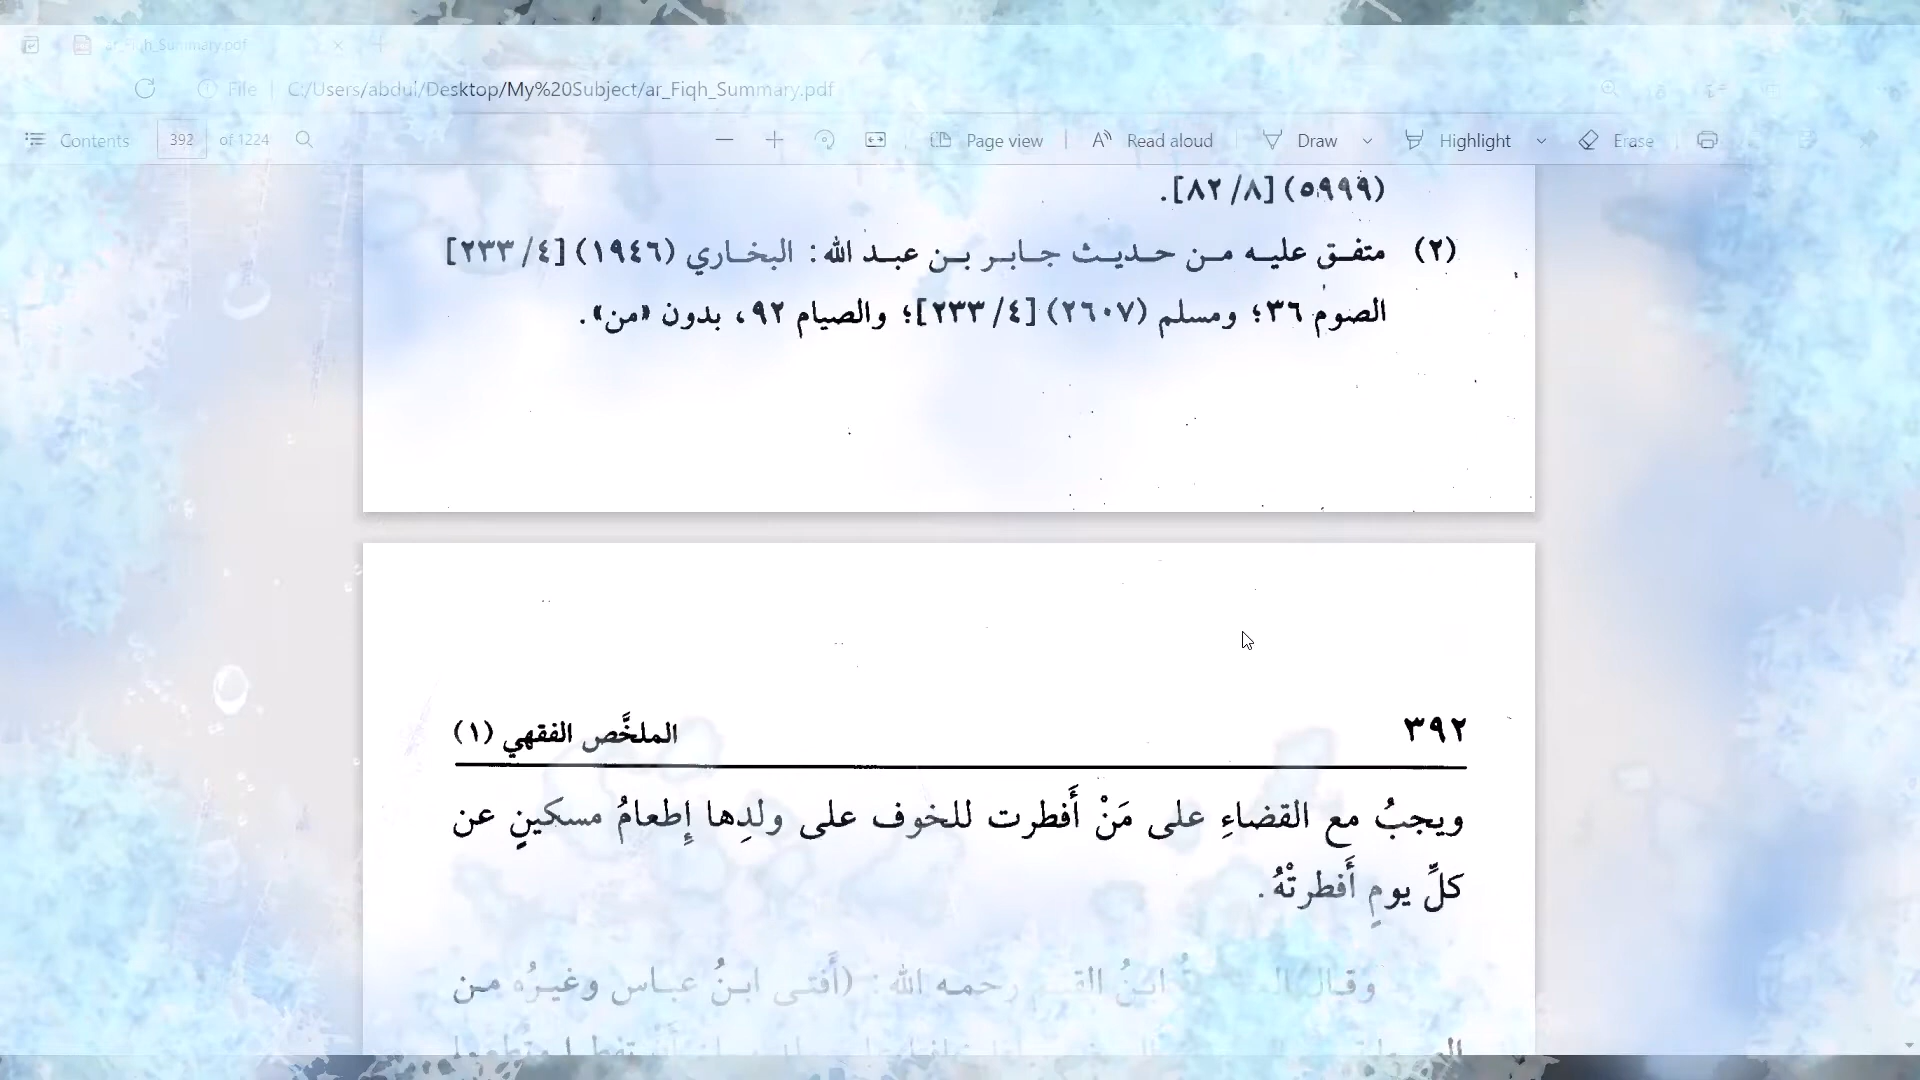 ar_Fiqh_Summary.pdf
File | C:/Users/abdul/Desktop/My%20Subject/ar_Fiqh_Summary.pdf
Contents 392 of 1224 Page view Read aloud Draw Highlight Erase
(٥٩٩٩) [٨/ ٨٢].
(٢) متفق عليه من حديث جابر بن عبد الله: البخاري (١٩٤٦) [٤/ ٢٣٣]
الصوم ٣٦؛ ومسلم (٢٦٠٧) [٤/ ٢٣٣]؛ والصيام ٩٢، بدون «من».
٣٩٢ الملخَّص الفقهي (١)
ويجبُ مع القضاءِ على مَنْ أَفطرت للخوف على ولدِها إِطعامُ مسكينٍ عن
كلِّ يومٍ أَفطرتْهُ.
وقال ابنُ رحمه الله: (أَفتى ابنُ عباس وغيرُه من